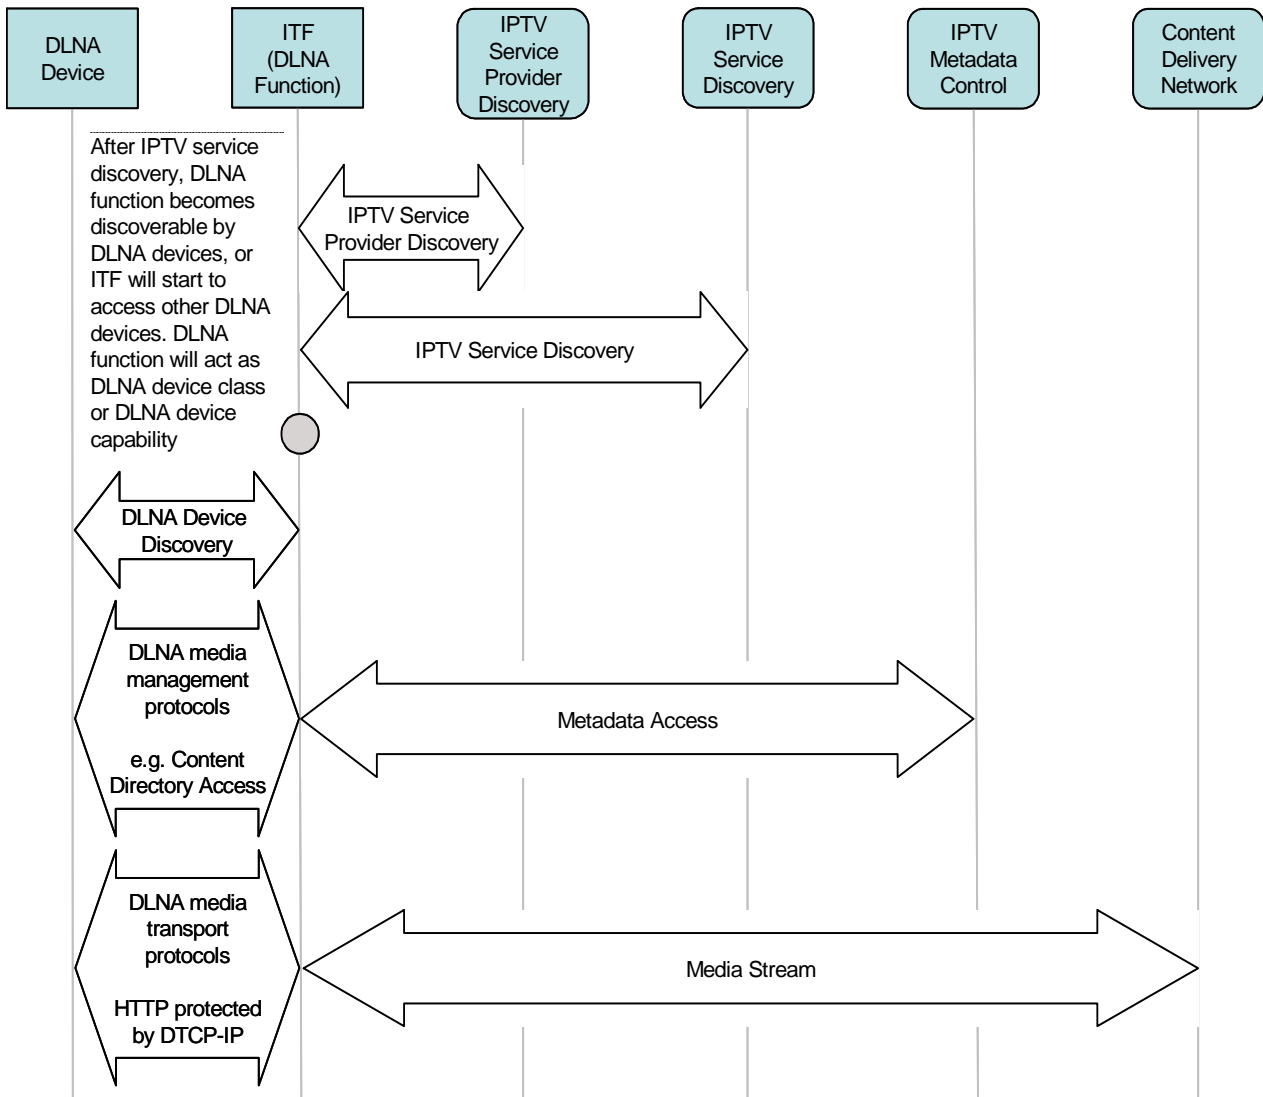 DLNA
Device
ITF
(DLNA
Function)
IPTV
Service
Provider
Discovery
IPTV
Service
Discovery
IPTV
Metadata
Control
Content
Delivery
Network
After IPTV service
discovery, DLNA
function becomes
discoverable by
DLNA devices, or
ITF will start to
access other DLNA
devices. DLNA
function will act as
DLNA device class
or DLNA device
capability
IPTV Service
Provider Discovery
IPTV Service Discovery
DLNA Device
Discovery
DLNA media
management
protocols
e.g. Content
Directory Access
Metadata Access
DLNA media
transport
protocols
HTTP protected
by DTCP-IP
Media Stream